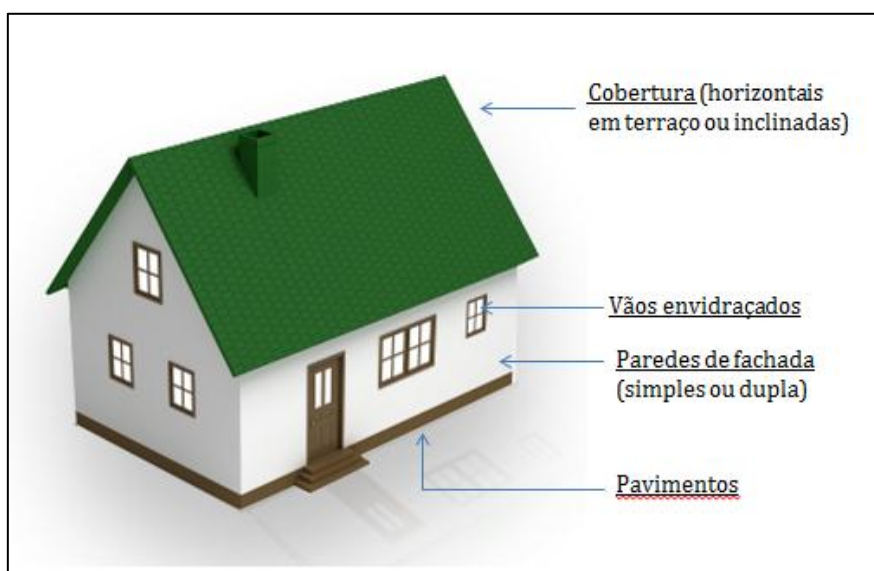 Cobertura (horizontais
em terraço ou inclinadas)
Vãos envidraçados
Paredes de fachada
(simples ou dupla)
Pavimentos